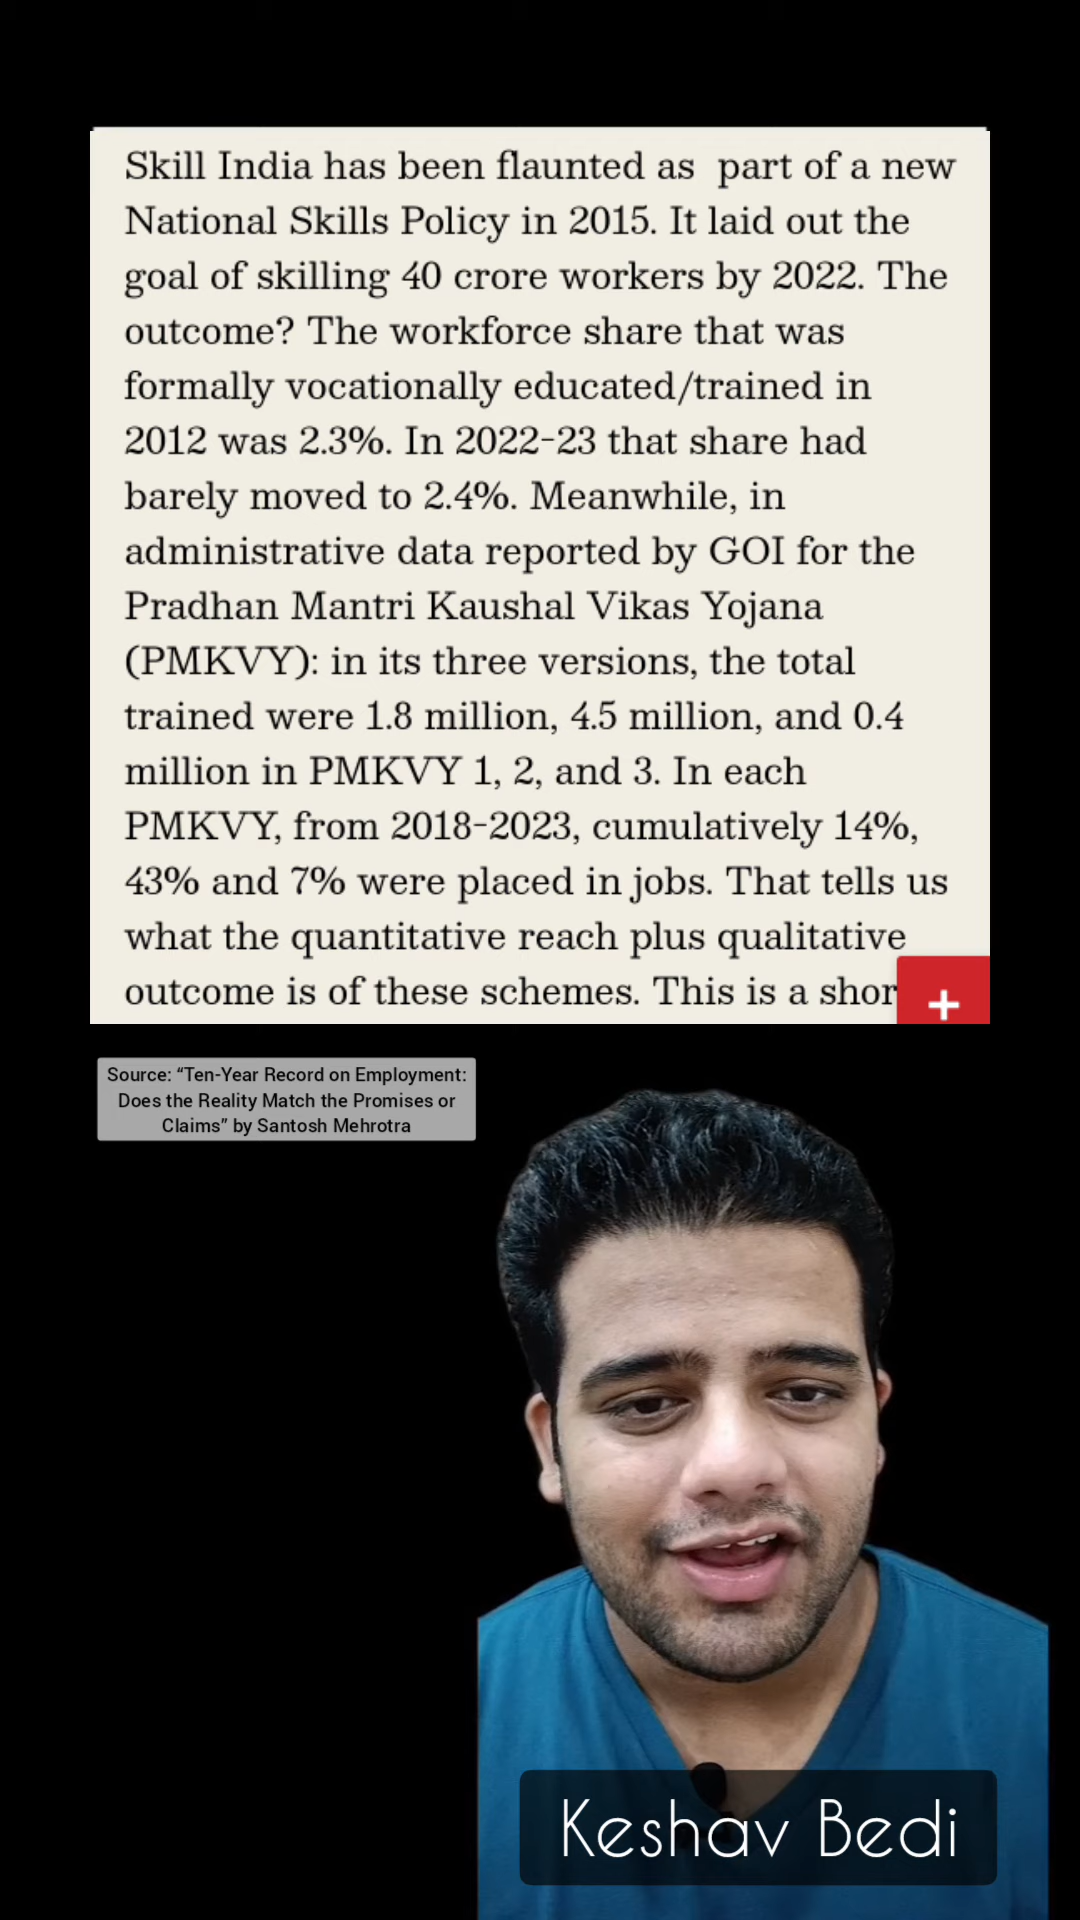 Skill India has been flaunted as part of a new
National Skills Policy in 2015. It laid out the
goal of skilling 40 crore workers by 2022. The
outcome? The workforce share that was
formally vocationally educated/trained in
2012 was 2.3%. In 2022-23 that share had
barely moved to 2.4%. Meanwhile, in
administrative data reported by GOI for the
Pradhan Mantri Kaushal Vikas Yojana
(PMKVY): in its three versions, the total
trained were 1.8 million, 4.5 million, and 0.4
million in PMKVY 1, 2, and 3. In each
PMKVY, from 2018-2023, cumulatively 14%,
43% and 7% were placed in jobs. That tells us
what the quantitative reach plus qualitative
outcome is of these schemes. This is a shor
+
Source: “Ten-Year Record on Employment:
Does the Reality Match the Promises or
Claims” by Santosh Mehrotra
Keshav Bedi